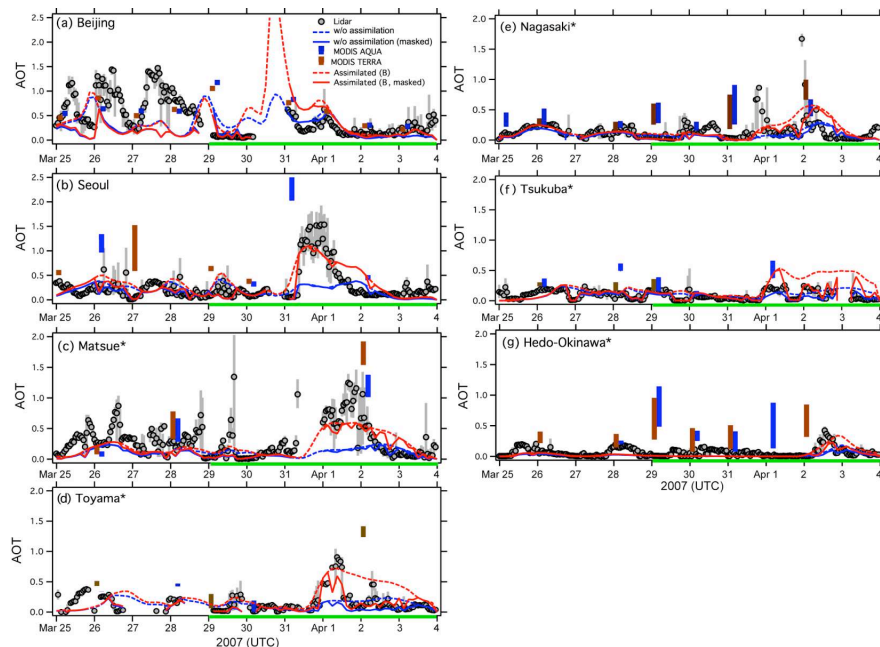 (a) Beijing
Lidar
w/o assimilation
w/o assimilation (masked)
MODIS AQUA
MODIS TERRA
Assimilated (B)
Assimilated (B , masked)
AOT
2.5
2.0
1.5
1.0
0.5
0.0
Mar 25 26 27 28 29 30 31 Apr 1 2 3 4
(b) Seoul
AOT
2.5
2.0
1.5
1.0
0.5
0.0
Mar 25 26 27 28 29 30 31 Apr 1 2 3 4
(c) Matsue*
AOT
2.0
1.5
1.0
0.5
0.0
Mar 25 26 27 28 29 30 31 Apr 1 2 3 4
(d) Toyama*
AOT
2.0
1.5
1.0
0.5
0.0
Mar 25 26 27 28 29 30 31 Apr 1 2 3 4
2007 (UTC)
(e) Nagasaki*
AOT
2.0
1.5
1.0
0.5
0.0
Mar 25 26 27 28 29 30 31 Apr 1 2 3 4
(f) Tsukuba*
AOT
2.0
1.5
1.0
0.5
0.0
Mar 25 26 27 28 29 30 31 Apr 1 2 3 4
(g) Hedo-Okinawa*
AOT
2.0
1.5
1.0
0.5
0.0
Mar 25 26 27 28 29 30 31 Apr 1 2 3 4
2007 (UTC)